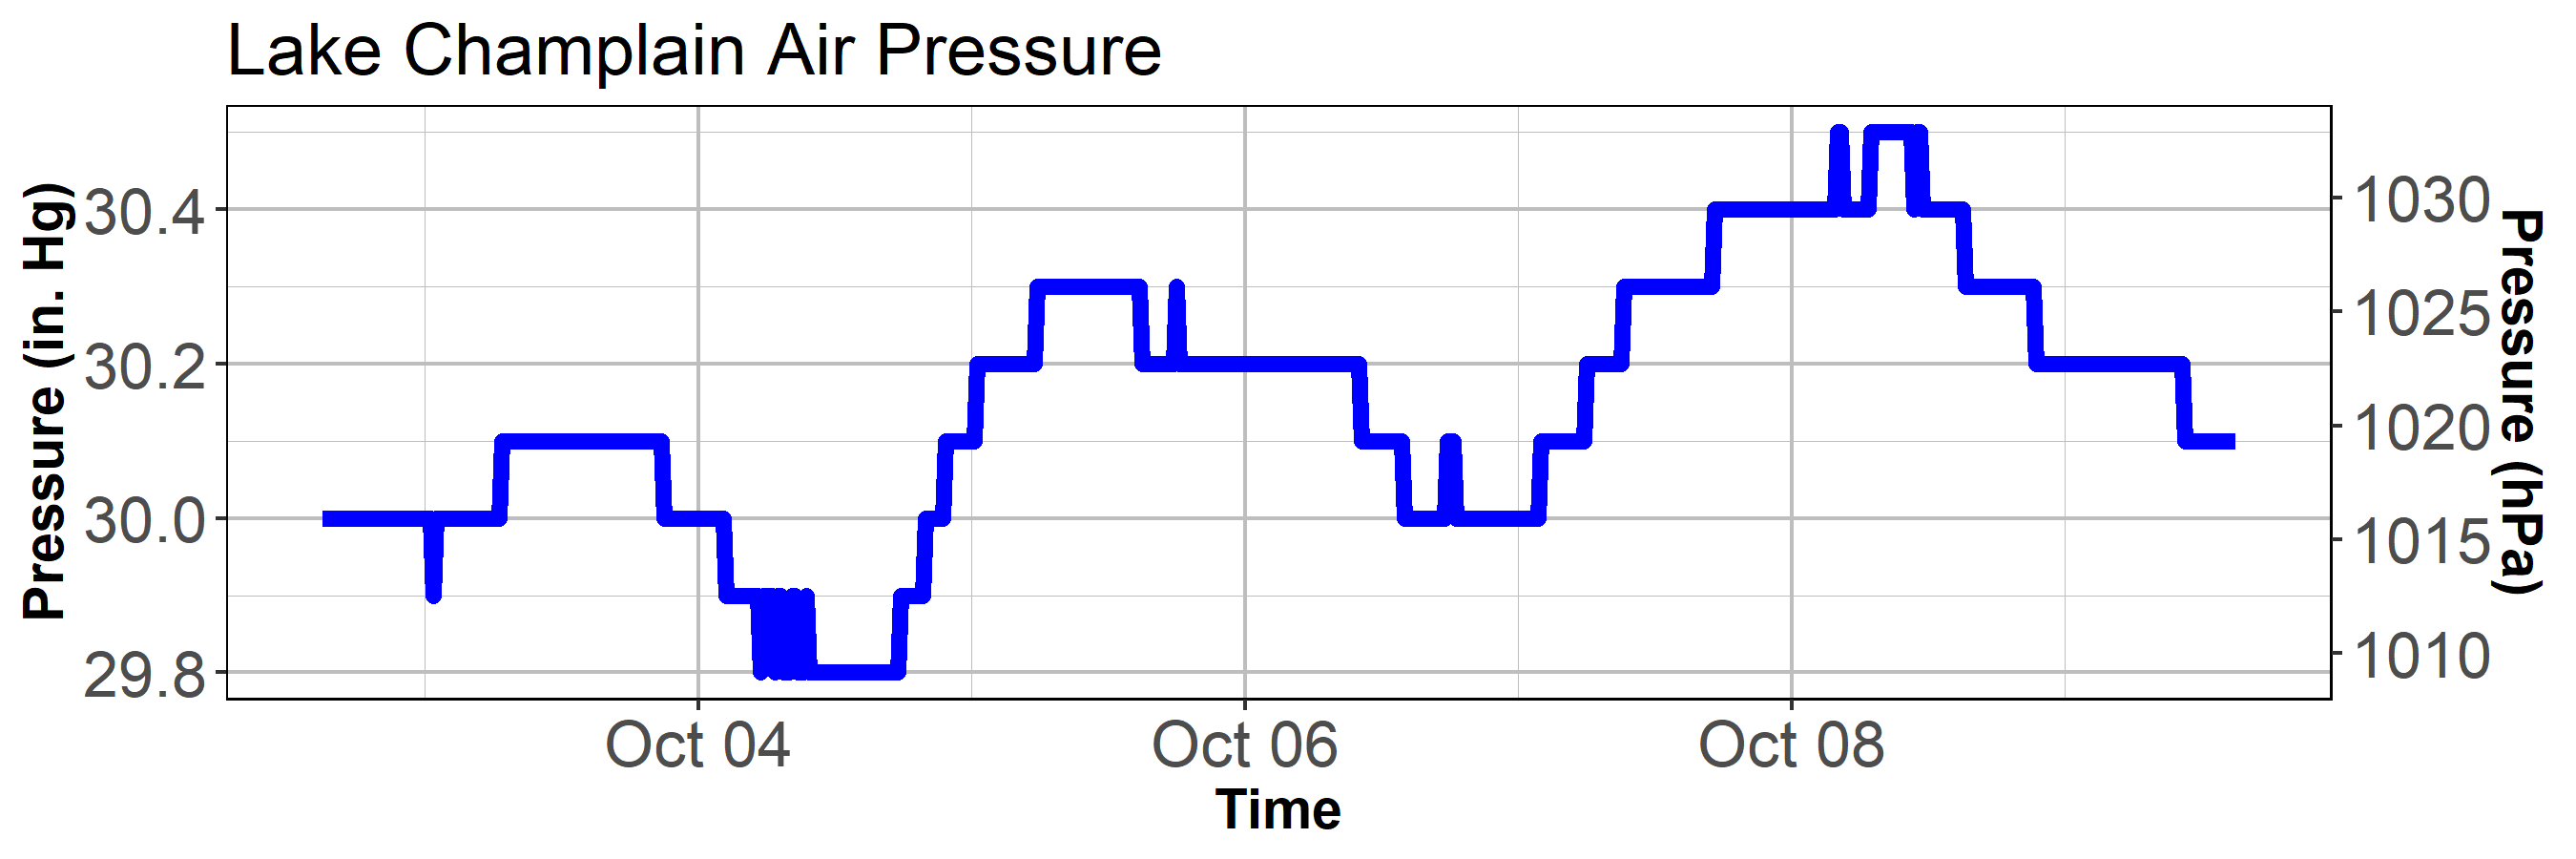 Lake Champlain Air Pressure
Pressure (in. Hg)
30.4
30.2
30.0
29.8
1030
1025
1020
1015
1010
Pressure (hPa)
Oct 04
Oct 06
Oct 08
Time